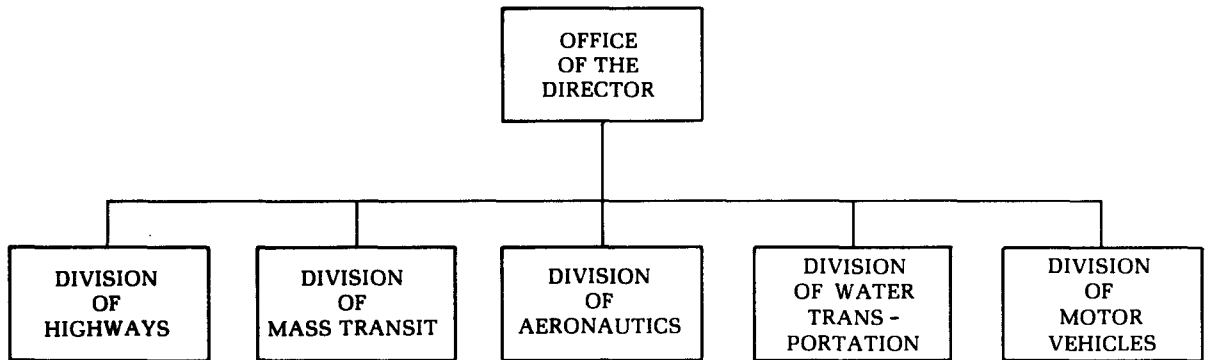 OFFICE
OF THE
DIRECTOR
DIVISION
OF
HIGHWAYS
DIVISION
OF
MASS TRANSIT
DIVISION
OF
AERONAUTICS
DIVISION
OF WATER
TRANS -
PORTATION
DIVISION
OF
MOTOR
VEHICLES